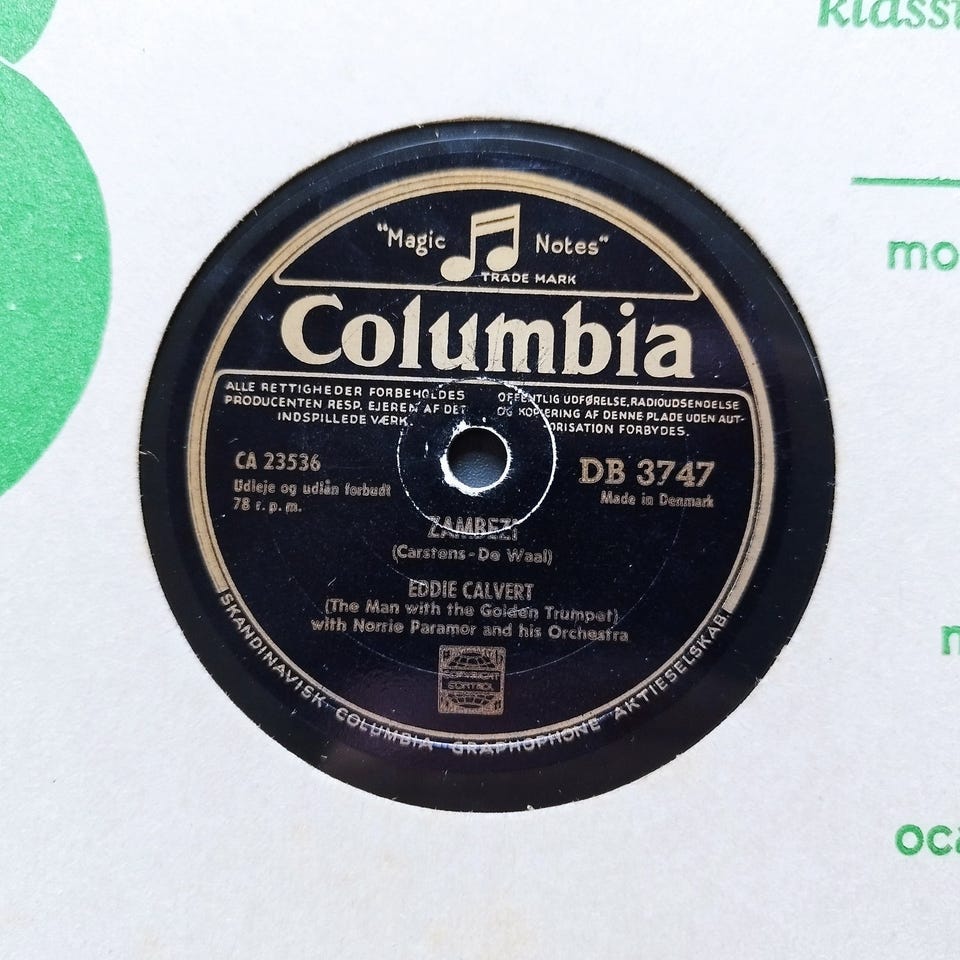 klass
"Magic Notes"
TRADE MARK
Columbia
ALLE RETTIGHEDER FORBEHOLDES
PRODUCENTEN RESP. EJEREN AF DET
INDSPILLEDE VÆRK.
OFFENTLIG UDFØRELSE, RADIOUDSENDELSE
OG KOPIERING AF DENNE PLADE UDEN AUT-
ORISATION FORBYDES.
CA 23536
Udleje og udlån forbudt
78 r. p. m.
DB 3747
Made in Denmark
mo
ZAMBEZI
(Carstens - De Waal)
EDDIE CALVERT
(The Man with the Golden Trumpet)
with Norrie Paramor and his Orchestra
COPYRIGHT
CONTROL
SKANDINAVISK COLUMBIA GRAPHOPHONE AKTIESELSKAB
oca